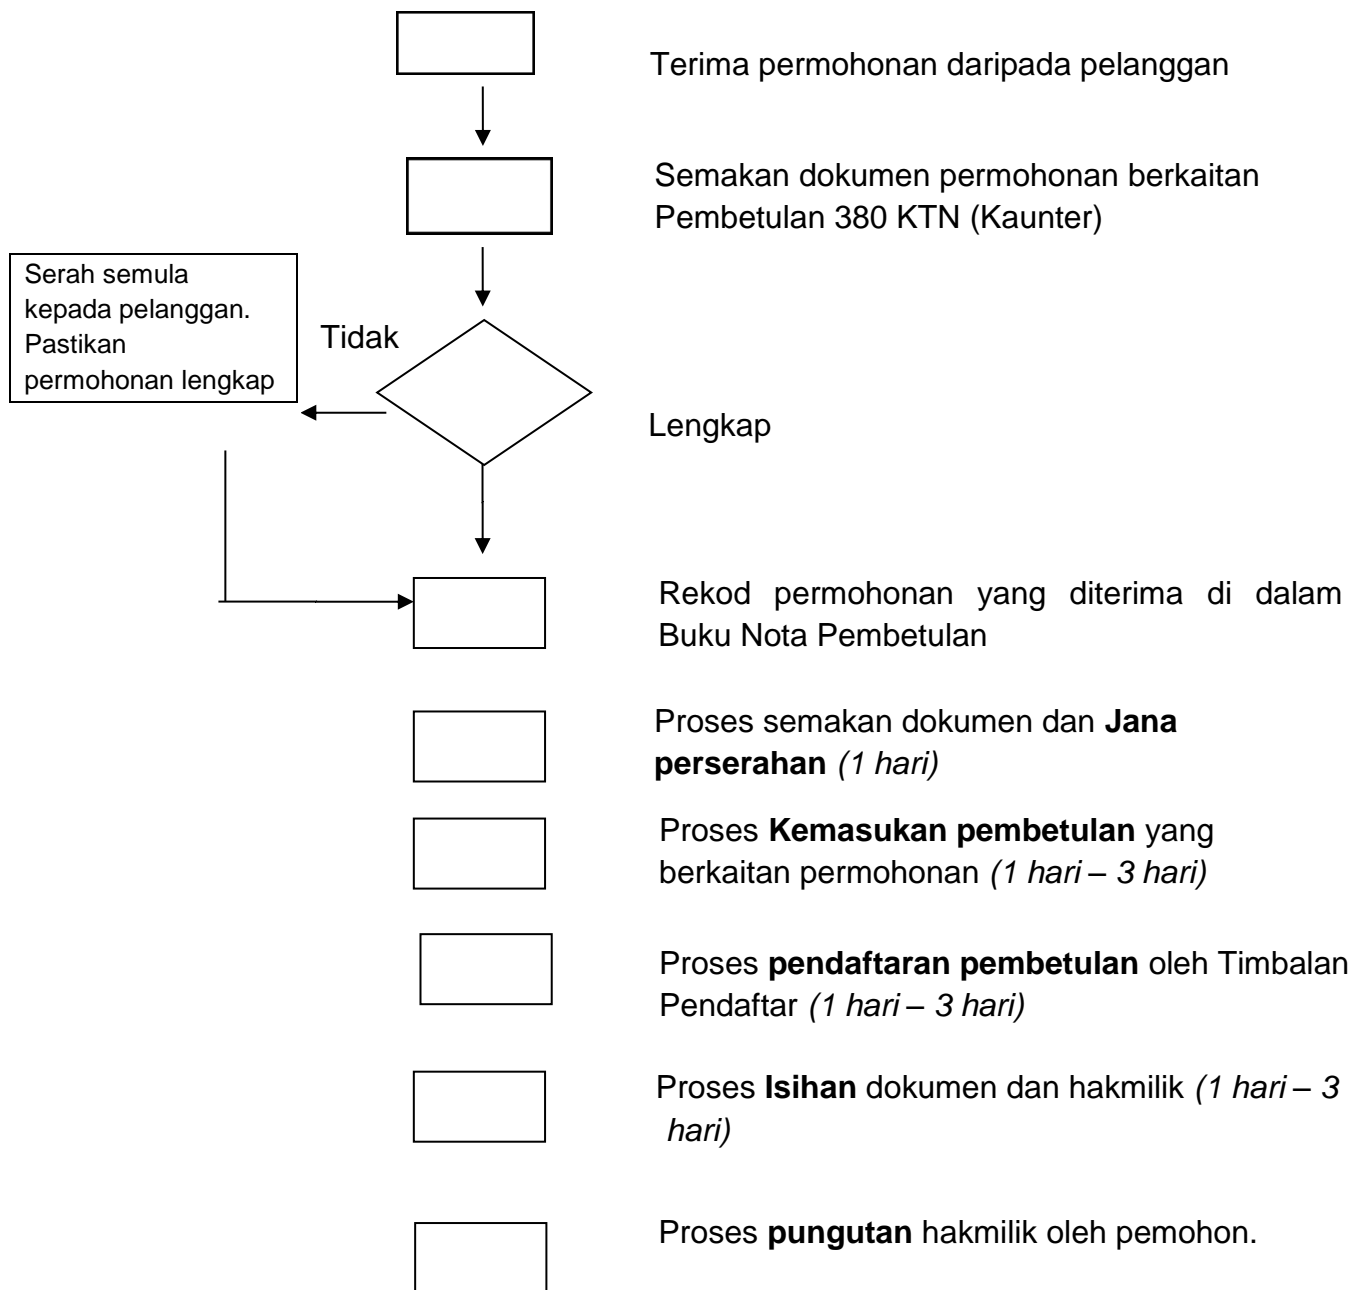 Terima permohonan daripada pelanggan
Semakan dokumen permohonan berkaitan
Pembetulan 380 KTN (Kaunter)
Serah semula
kepada pelanggan.
Pastikan
permohonan lengkap
Tidak
Lengkap
Rekod permohonan yang diterima di dalam
Buku Nota Pembetulan
Proses semakan dokumen dan Jana
perserahan (1 hari)
Proses Kemasukan pembetulan yang
berkaitan permohonan (1 hari – 3 hari)
Proses pendaftaran pembetulan oleh Timbalan
Pendaftar (1 hari – 3 hari)
Proses Isihan dokumen dan hakmilik (1 hari – 3
hari)
Proses pungutan hakmilik oleh pemohon.